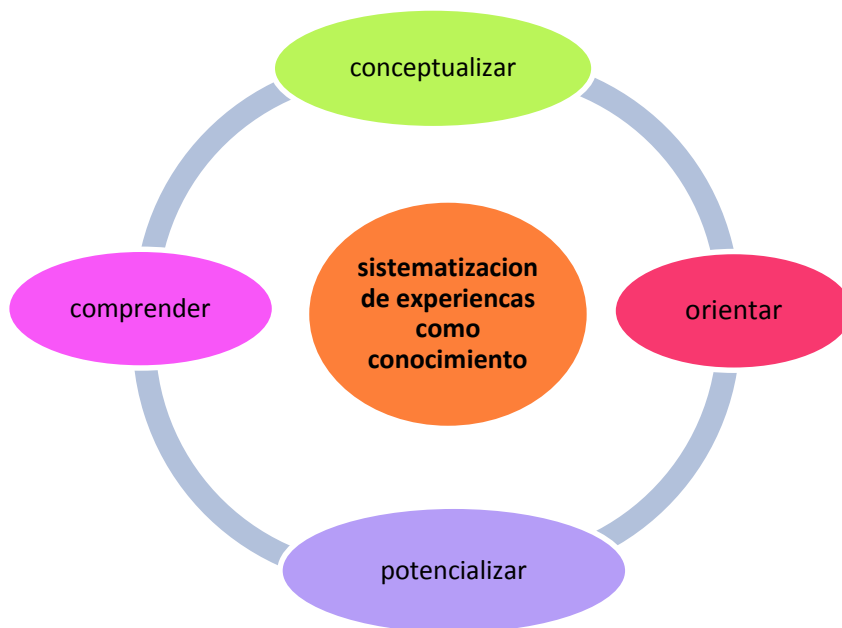 conceptualizar
comprender
sistematizacion
de experiencas
como
conocimiento
orientar
potencializar